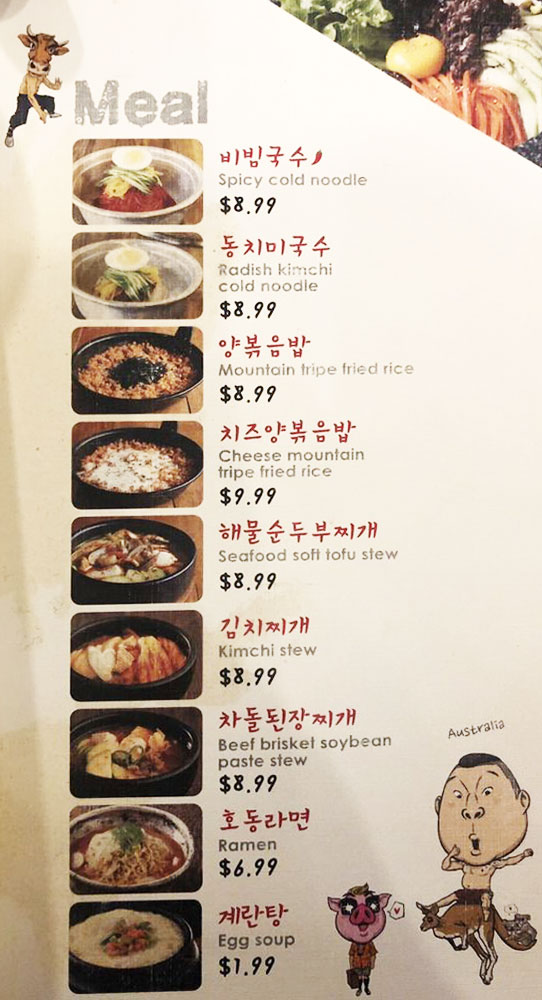 Meal
비빔국수
Spicy cold noodle
$8.99
동치미국수
Radish kimchi
cold noodle
$8.99
양볶음밥
Mountain tripe fried rice
$8.99
치즈양볶음밥
Cheese mountain
tripe fried rice
$9.99
해물순두부찌개
Seafood soft tofu stew
$8.99
김치찌개
Kimchi stew
$8.99
차돌된장찌개
Beef brisket soybean
paste stew
$8.99
호동라면
Ramen
$6.99
계란탕
Egg soup
$1.99
Australia